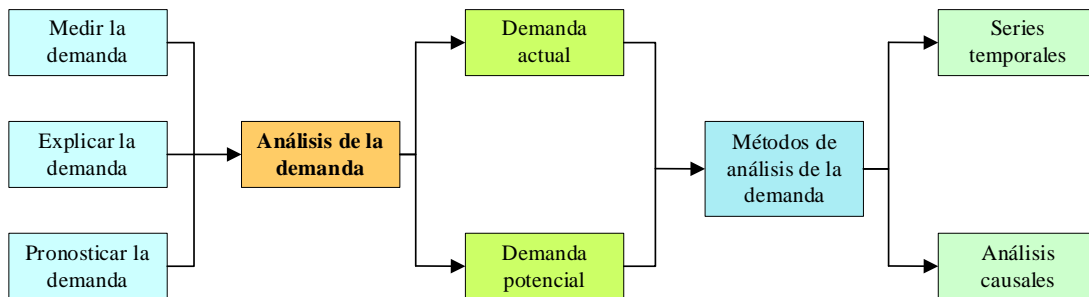 Medir la
demanda
Explicar la
demanda
Pronosticar la
demanda
Análisis de la
demanda
Demanda
actual
Demanda
potencial
Métodos de
análisis de la
demanda
Series
temporales
Análisis
causales